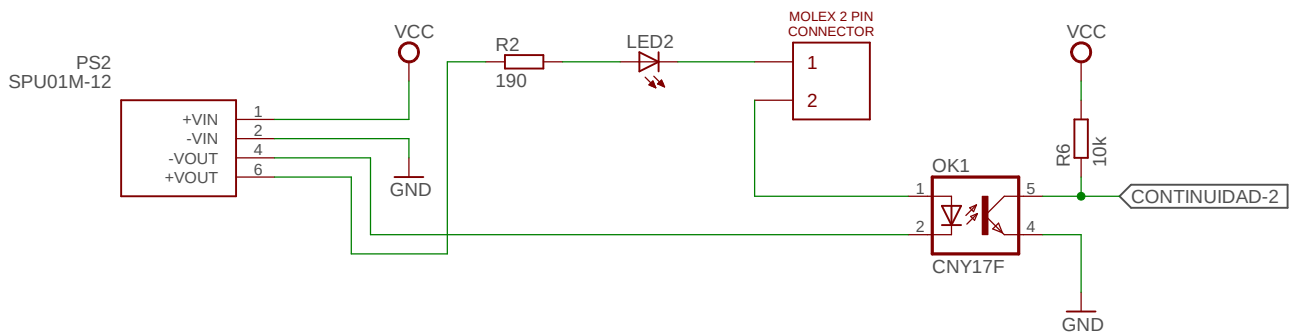 MOLEX 2 PIN
CONNECTOR
VCC
VCC
R2
LED2
PS2
SPU01M-12
190
1
2
+VIN
1
-VIN
2
-VOUT
4
+VOUT
6
GND
R6
10k
OK1
1
5
CONTINUIDAD-2
2
4
CNY17F
GND